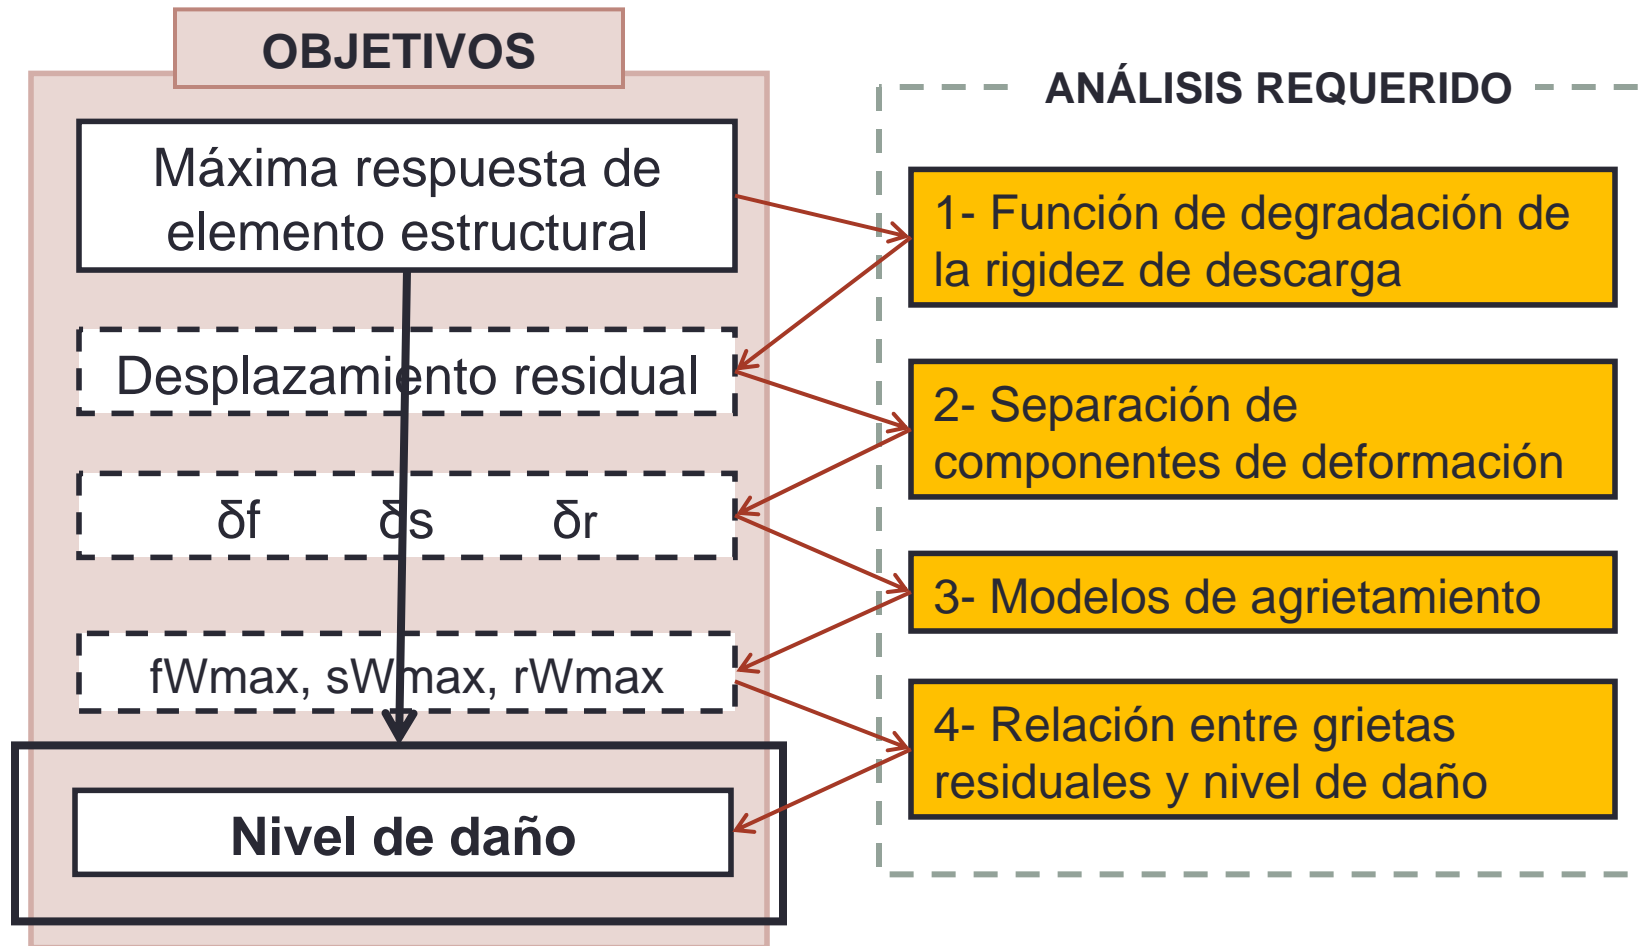 OBJETIVOS
Máxima respuesta de
elemento estructural
Desplazamiento residual
δf δs δr
fWmax, sWmax, rWmax
Nivel de daño
ANÁLISIS REQUERIDO
1- Función de degradación de
la rigidez de descarga
2- Separación de
componentes de deformación
3- Modelos de agrietamiento
4- Relación entre grietas
residuales y nivel de daño